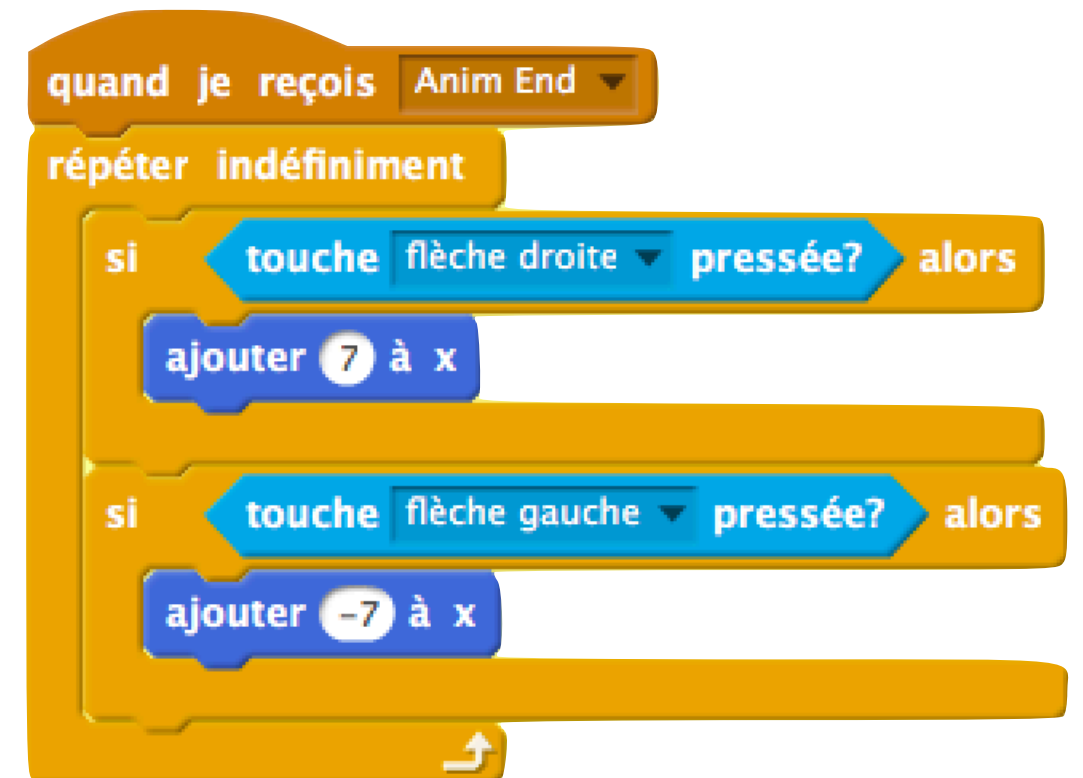 quand je reçois Anim End
répéter indéfiniment
si touche flèche droite pressée? alors
ajouter 7 à x
si touche flèche gauche pressée? alors
ajouter -7 à x